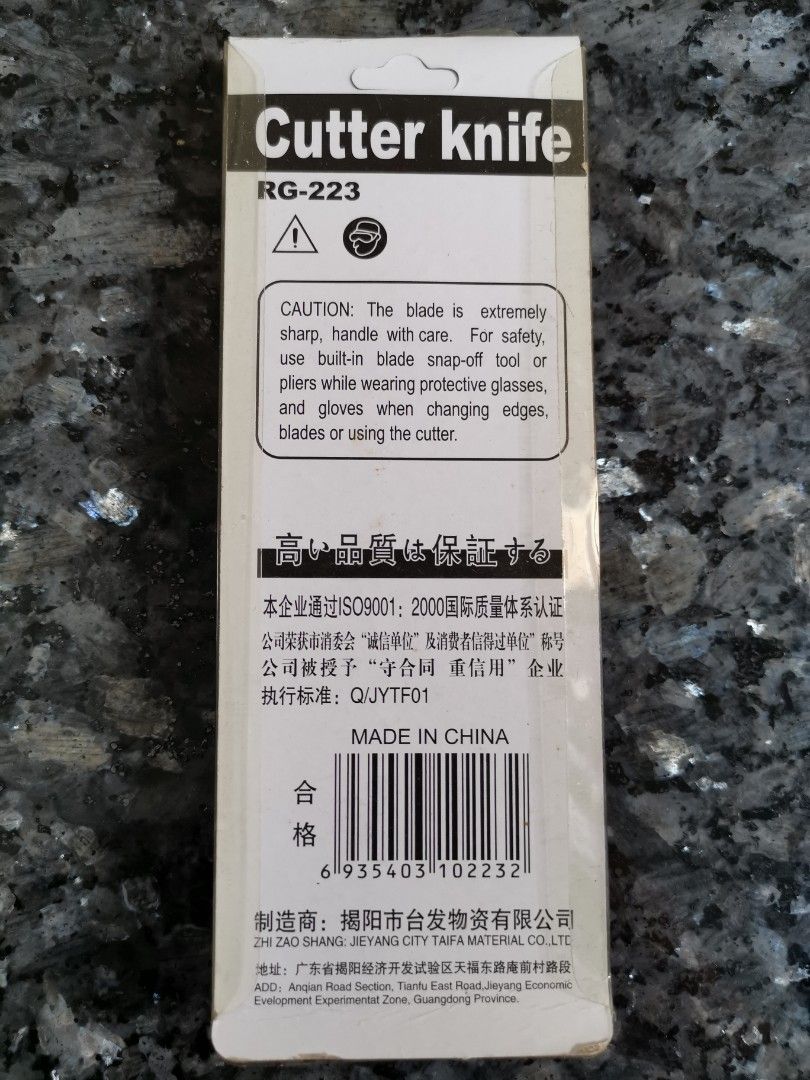 Cutter knife
RG-223
CAUTION: The blade is extremely
sharp, handle with care. For safety,
use built-in blade snap-off tool or
pliers while wearing protective glasses,
and gloves when changing edges,
blades or using the cutter.
高い品質は保証する
本企业通过ISO9001：2000国际质量体系认证
公司荣获市消委会“诚信单位”及消费者信得过单位”称号
公司被授予“守合同 重信用”企业
执行标准：Q/JYTF01
MADE IN CHINA
合
格
6 935403 102232
制造商：揭阳市台发物资有限公司
ZHI ZAO SHANG: JIEYANG CITY TAIFA MATERIAL CO.,LTD
地址：广东省揭阳经济开发试验区天福东路庵前村路段
ADD：Anqian Road Section, Tianfu East Road,Jieyang Economic
Evelopment Experimentat Zone, Guangdong Province.